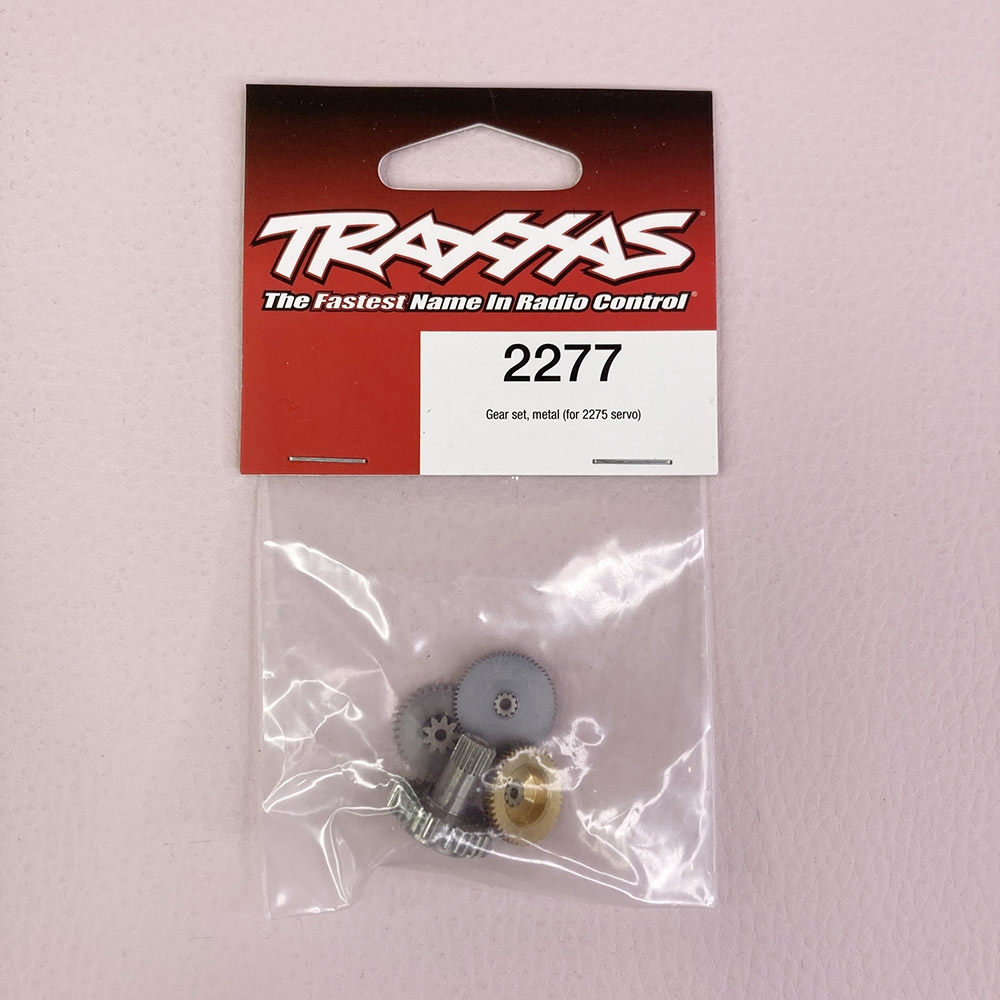 TRAXXAS®
The Fastest Name In Radio Control®
2277
Gear set, metal (for 2275 servo)